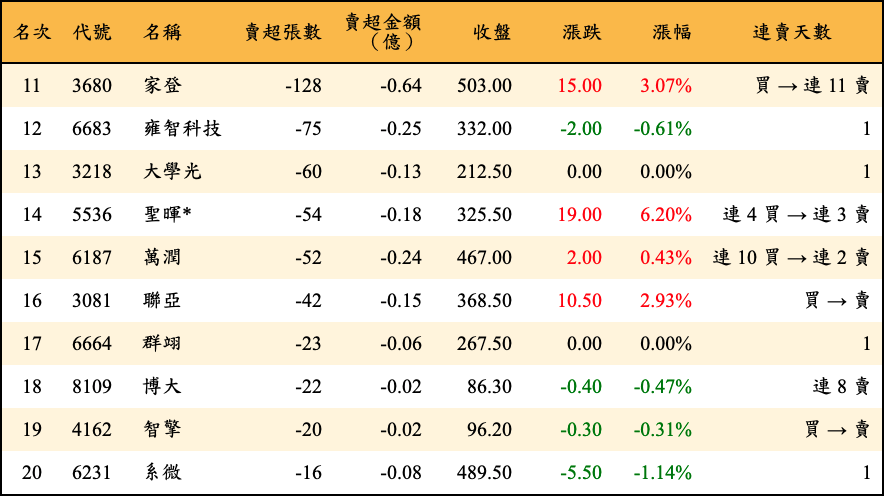 名次 代號 名稱 賣超張數 賣超金額（億） 收盤 漲跌 漲幅 連賣天數
11 3680 家登 -128 -0.64 503.00 15.00 3.07% 買 → 連 11 賣
12 6683 雍智科技 -75 -0.25 332.00 -2.00 -0.61% 1
13 3218 大學光 -60 -0.13 212.50 0.00 0.00% 1
14 5536 聖暉* -54 -0.18 325.50 19.00 6.20% 連 4 買 → 連 3 賣
15 6187 萬潤 -52 -0.24 467.00 2.00 0.43% 連 10 買 → 連 2 賣
16 3081 聯亞 -42 -0.15 368.50 10.50 2.93% 買 → 賣
17 6664 群翊 -23 -0.06 267.50 0.00 0.00% 1
18 8109 博大 -22 -0.02 86.30 -0.40 -0.47% 連 8 賣
19 4162 智擎 -20 -0.02 96.20 -0.30 -0.31% 買 → 賣
20 6231 系微 -16 -0.08 489.50 -5.50 -1.14% 1